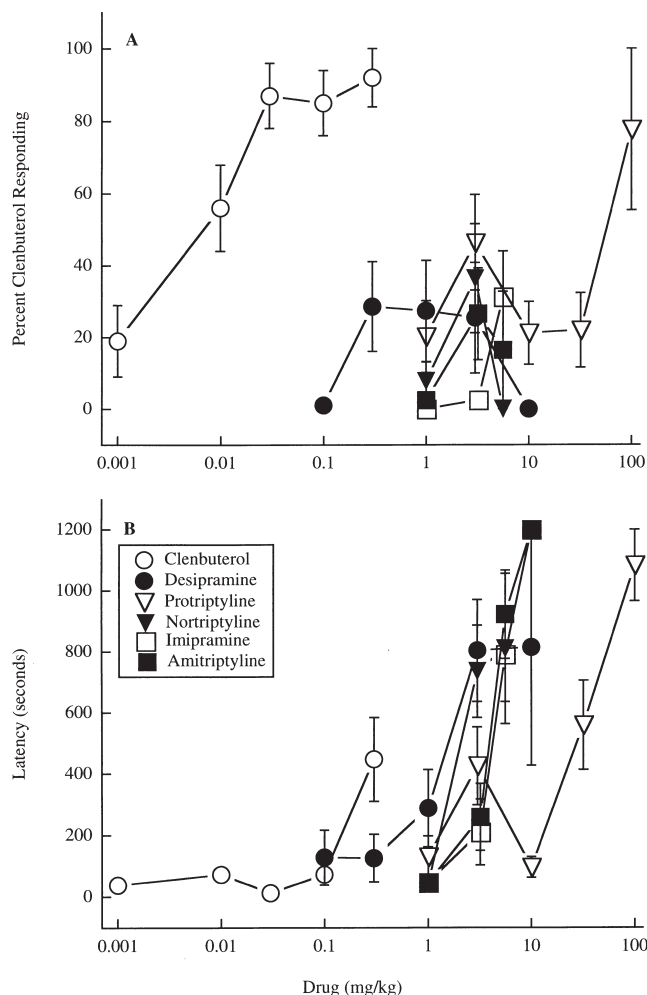 A
100
80
60
40
20
0
Percent Clenbuterol Responding
0.001 0.01 0.1 1 10 100
B
1200
1000
800
600
400
200
0
Latency (seconds)
Clenbuterol
Desipramine
Protriptyline
Nortriptyline
Imipramine
Amitriptyline
0.001 0.01 0.1 1 10 100
Drug (mg/kg)